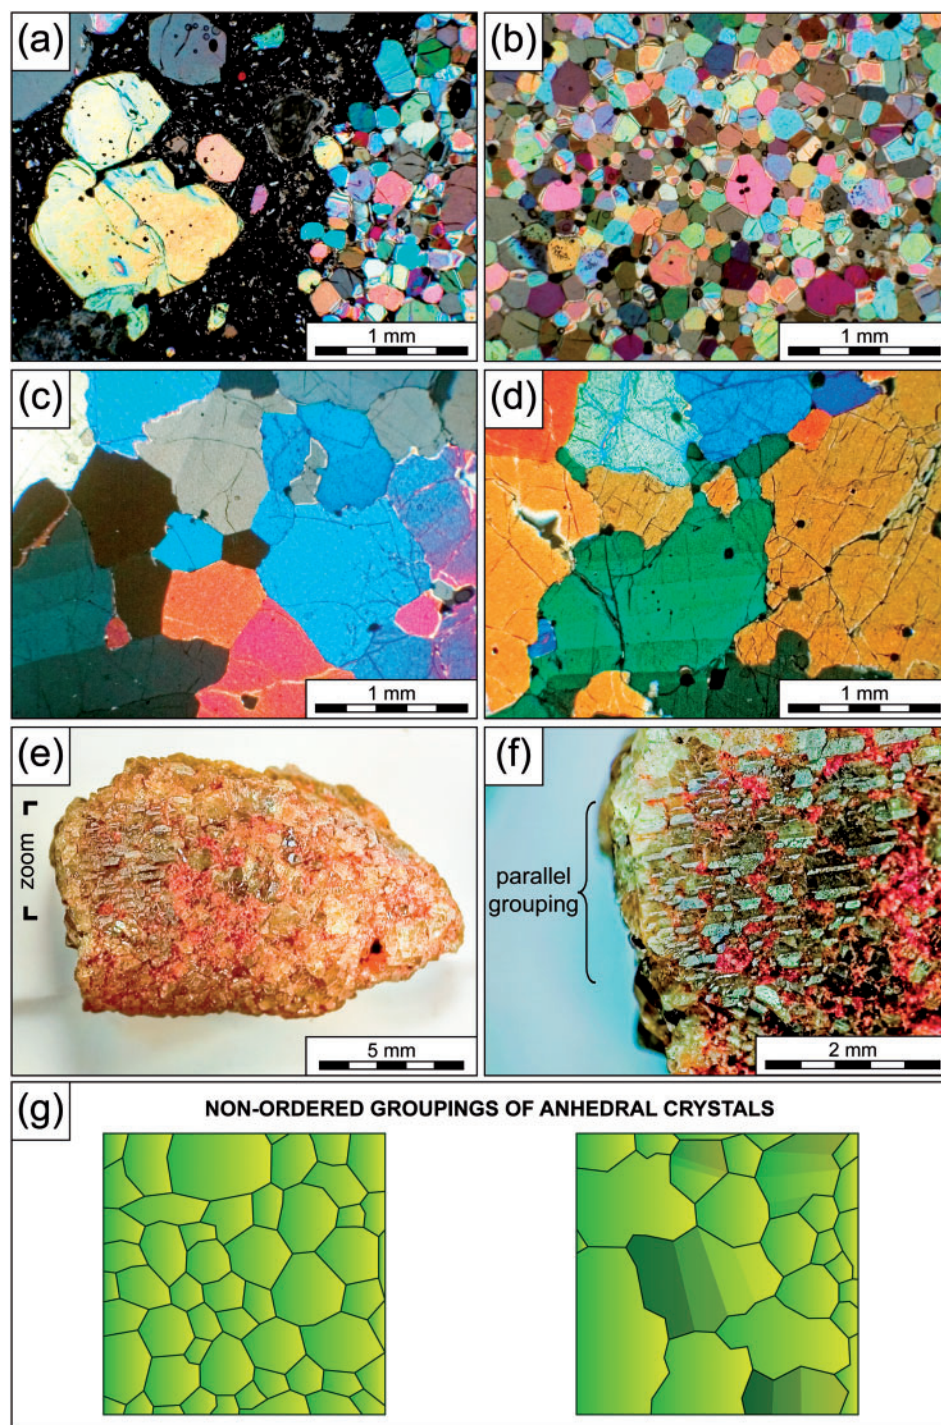 (a)
(b)
1 mm
1 mm
(c)
(d)
1 mm
1 mm
(e)
(f)
zoom
parallel
grouping
5 mm
2 mm
(g)
NON-ORDERED GROUPINGS OF ANHEDRAL CRYSTALS